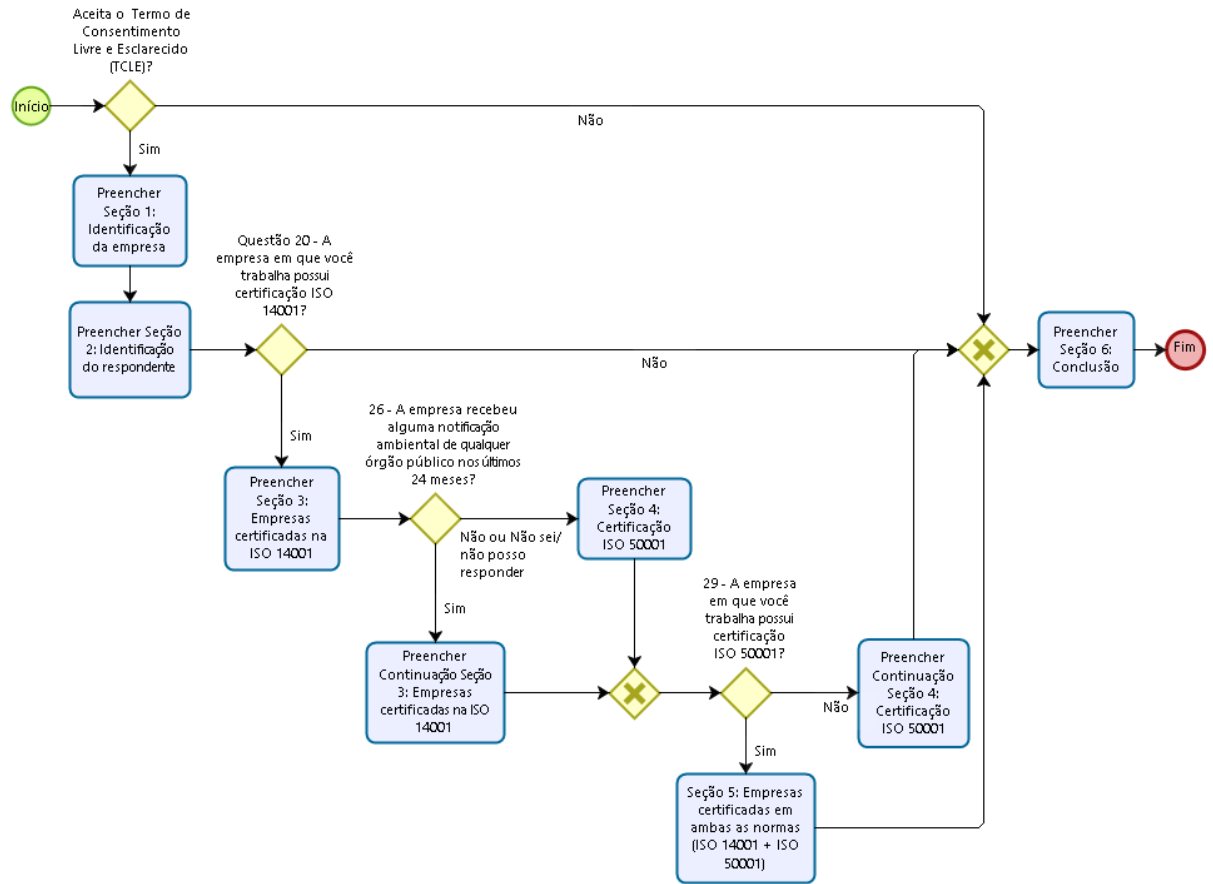 Aceita o Termo de
Consentimento
Livre e Esclarecido
(TCLE)?
Início
Não
Sim
Preencher
Seção 1:
Identificação
da empresa
Questão 20 - A
empresa em que você
trabalha possui
certificação ISO
14001?
Preencher Seção
2: Identificação
do respondente
Não
Preencher
Seção 6:
Conclusão
Fim
Sim
26 - A empresa recebeu
alguma notificação
ambiental de qualquer
órgão público nos últimos
24 meses?
Preencher
Seção 3:
Empresas
certificadas na
ISO 14001
Não ou Não sei/
não posso
responder
Preencher
Seção 4:
Certificação
ISO 50001
Sim
29 - A empresa
em que você
trabalha possui
certificação
ISO 50001?
Preencher
Continuação Seção
3: Empresas
certificadas na ISO
14001
Não
Preencher
Continuação
Seção 4:
Certificação
ISO 50001
Sim
Seção 5: Empresas
certificadas em
ambas as normas
(ISO 14001 + ISO
50001)